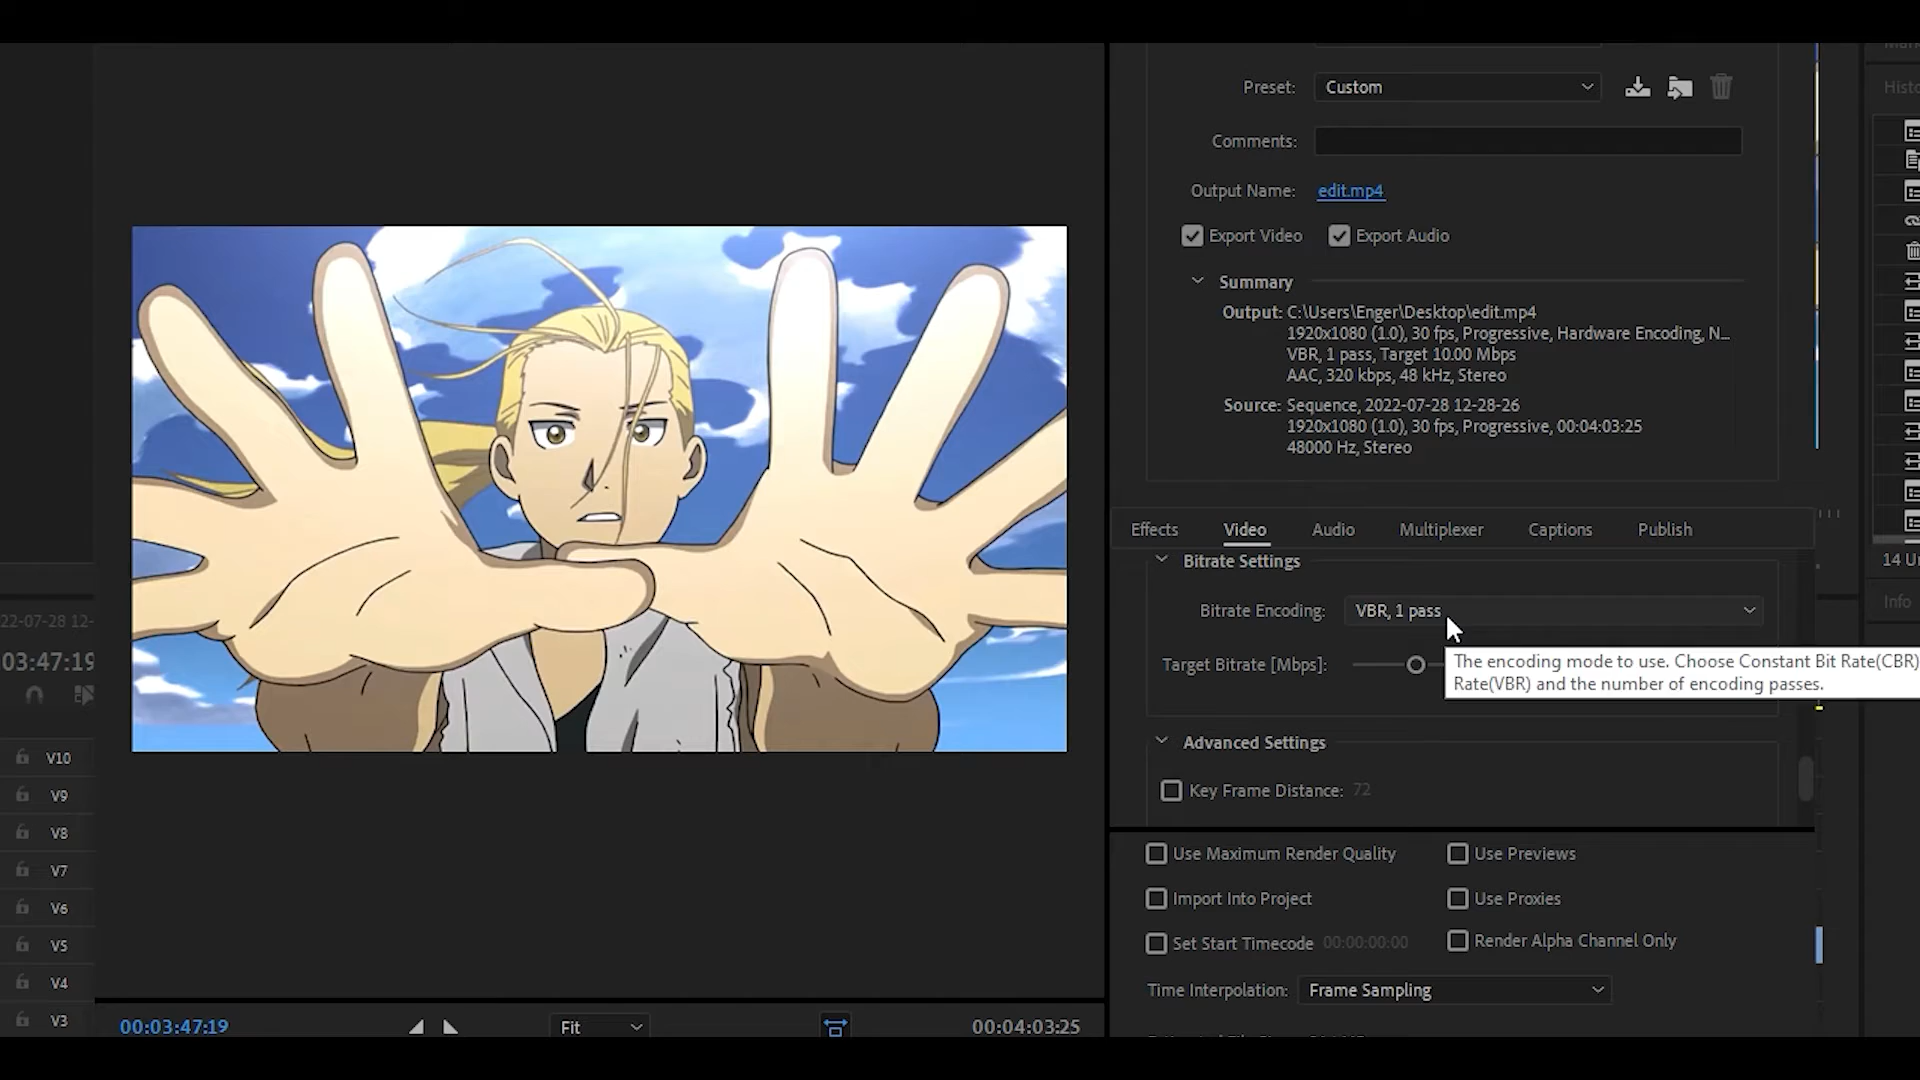 Preset: Custom
Comments:
Output Name: edit.mp4
Export Video Export Audio
Summary
Output: C:\Users\Enger\Desktop\edit.mp4
1920x1080 (1.0), 30 fps, Progressive, Hardware Encoding, N...
VBR, 1 pass, Target 10.00 Mbps
AAC, 320 kbps, 48 kHz, Stereo
Source: Sequence, 2022-07-28 12-28-26
1920x1080 (1.0), 30 fps, Progressive, 00:04:03:25
48000 Hz, Stereo
Effects Video Audio Multiplexer Captions Publish
Bitrate Settings
Bitrate Encoding: VBR, 1 pass
Target Bitrate [Mbps]:
The encoding mode to use. Choose Constant Bit Rate(CBR)
Rate(VBR) and the number of encoding passes.
Advanced Settings
Key Frame Distance: 72
Use Maximum Render Quality Use Previews
Import Into Project Use Proxies
Set Start Timecode 00:00:00:00 Render Alpha Channel Only
Time Interpolation: Frame Sampling
Histo
14 Un
Info
22-07-28 12-
03:47:19
V10
V9
V8
V7
V6
V5
V4
V3
00:03:47:19 Fit 00:04:03:25